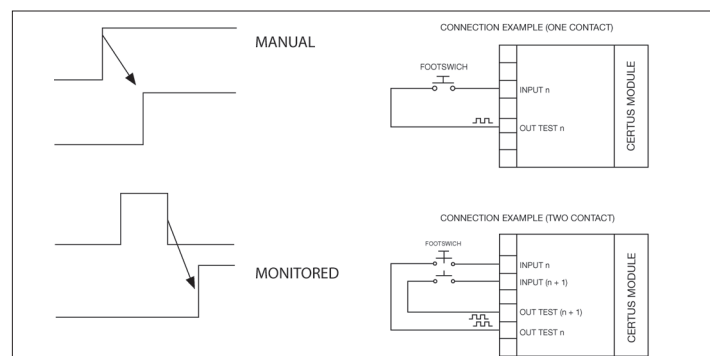 MANUAL
CONNECTION EXAMPLE (ONE CONTACT)
FOOTSWICH
INPUT n
OUT TEST n
CERTUS MODULE
MONITORED
CONNECTION EXAMPLE (TWO CONTACT)
FOOTSWICH
INPUT n
INPUT (n + 1)
OUT TEST (n + 1)
OUT TEST n
CERTUS MODULE